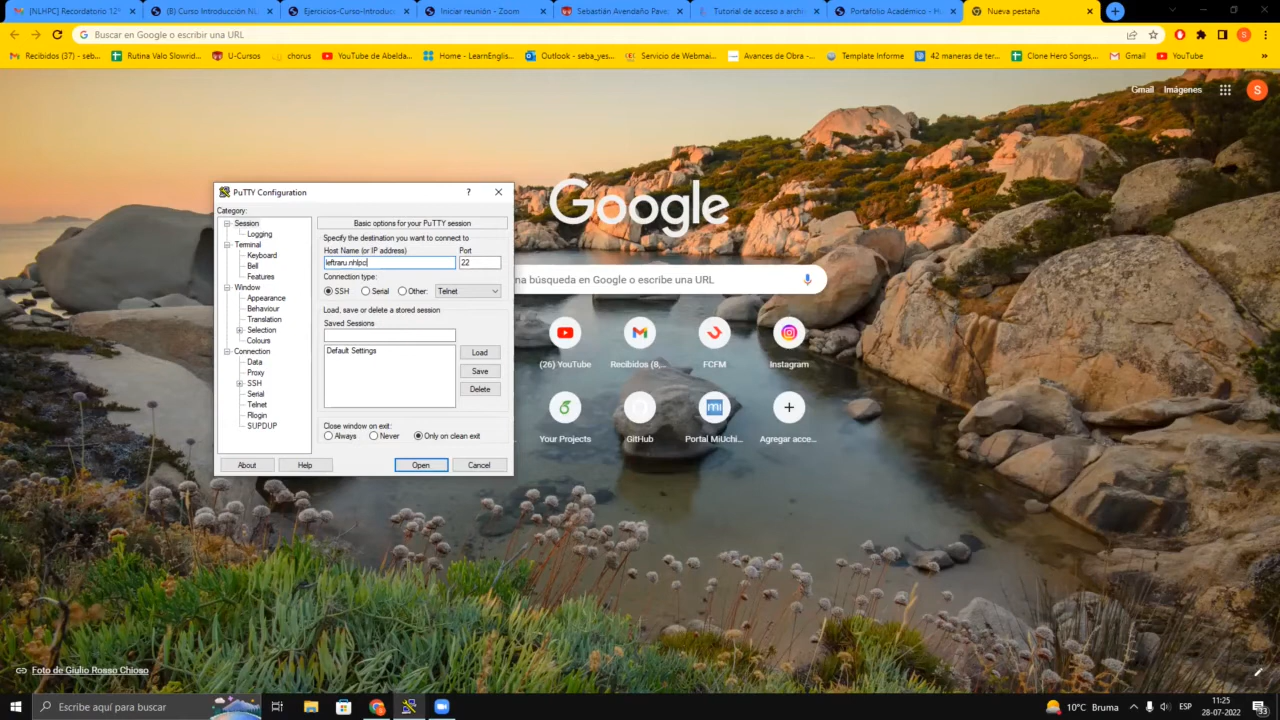 [NLHPC] Recordatorio 12°
(B) Curso Introducción NL
Ejercicios-Curso-Introduc
Iniciar reunión - Zoom
Sebastián Avendaño Pave
Tutorial de acceso a archi
Portafolio Académico - H
Nueva pestaña
Buscar en Google o escribir una URL
Recibidos (37) - seb...
Rutina Valo Slowrid...
U-Cursos
chorus
YouTube de Abelda...
Home - LearnEnglis...
Outlook - seba_yes...
Servicio de Webmai...
Avances de Obra -...
Template Informe
42 maneras de ter...
Clone Hero Songs,...
Gmail
YouTube
»
Gmail
Imágenes
S
PuTTY Configuration
?
Category:
Session
Logging
Terminal
Keyboard
Bell
Features
Window
Appearance
Behaviour
Translation
Selection
Colours
Connection
Data
Proxy
SSH
Serial
Telnet
Rlogin
SUPDUP
Basic options for your PuTTY session
Specify the destination you want to connect to
Host Name (or IP address)
Port
leftraru.nhlpc
22
Connection type:
SSH
Serial
Other:
Telnet
Load, save or delete a stored session
Saved Sessions
Default Settings
Load
Save
Delete
Close window on exit:
Always
Never
Only on clean exit
About
Help
Open
Cancel
Google
na búsqueda en Google o escribe una URL
(26) YouTube
Recibidos (8,...
FCFM
Instagram
Your Projects
GitHub
Portal MiUchi...
Agregar acce...
Foto de Giulio Rosso Chioso
Escribe aquí para buscar
10°C Bruma
ESP
11:25
28-07-2022
33